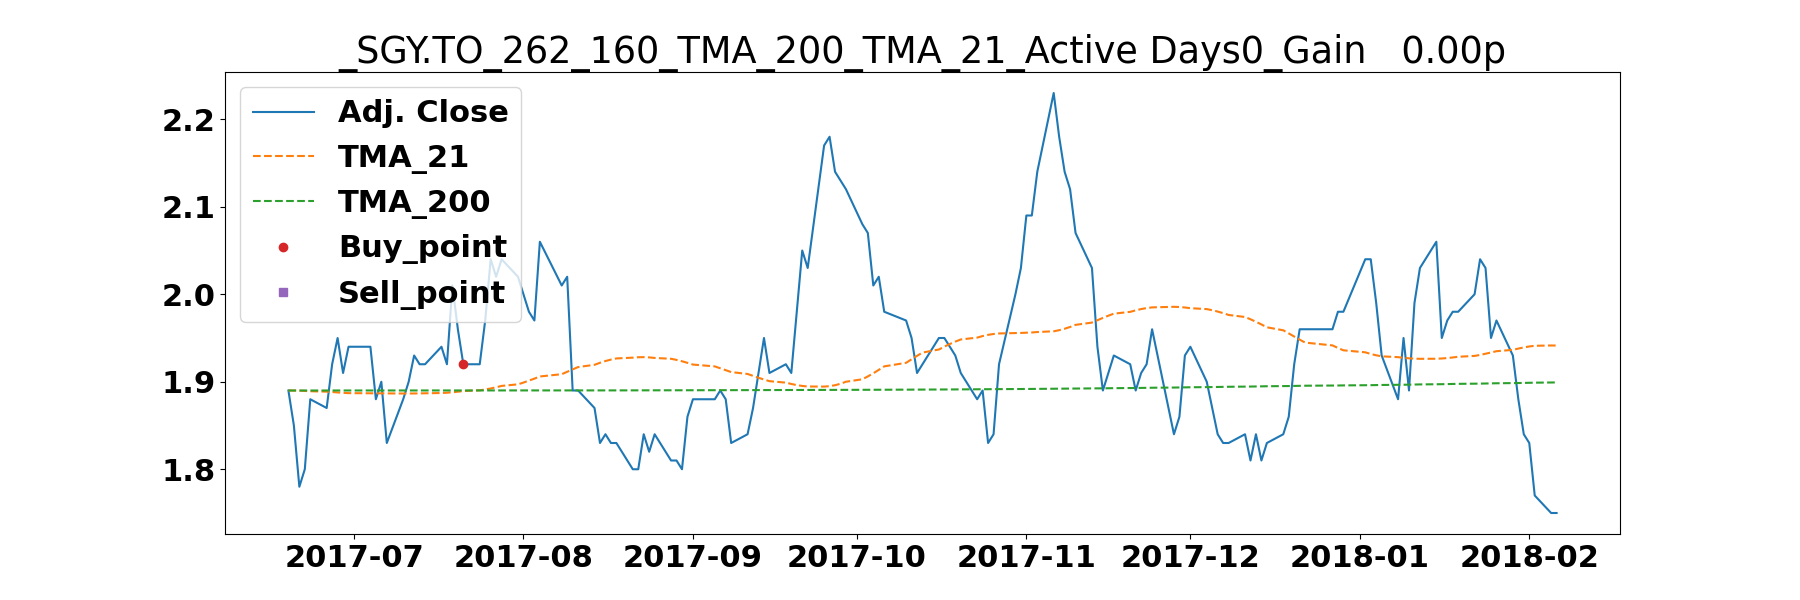 _SGY.TO_262_160_TMA_200_TMA_21_Active Days0_Gain   0.00p
Adj. Close
TMA_21
TMA_200
Buy_point
Sell_point
2.2
2.1
2.0
1.9
1.8
2017-07 2017-08 2017-09 2017-10 2017-11 2017-12 2018-01 2018-02